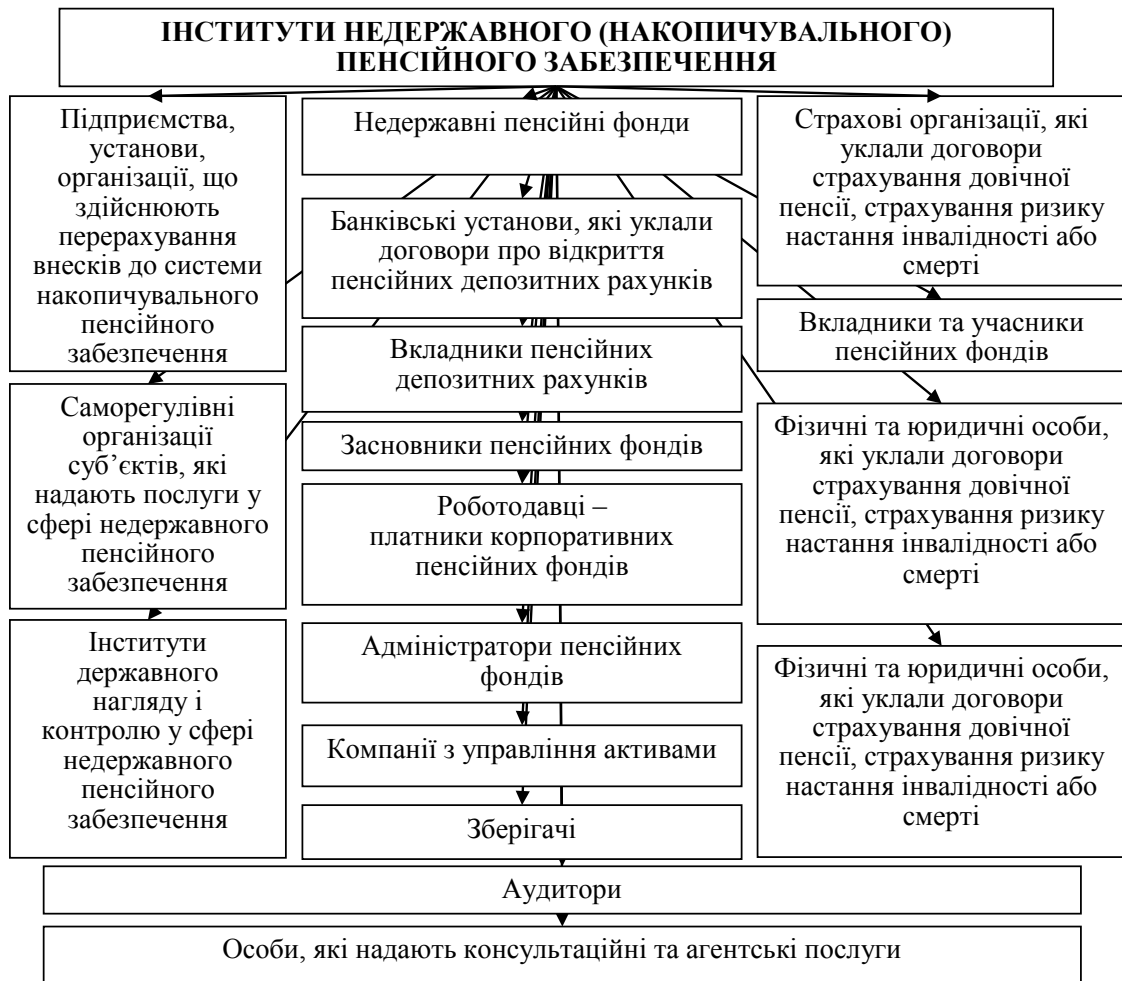 ІНСТИТУТИ НЕДЕРЖАВНОГО (НАКОПИЧУВАЛЬНОГО)
ПЕНСІЙНОГО ЗАБЕЗПЕЧЕННЯ
Підприємства,
установи,
організації, що
здійснюють
перерахування
внесків до системи
накопичувального
пенсійного
забезпечення
Саморегулівні
організації
суб’єктів, які
надають послуги у
сфері недержавного
пенсійного
забезпечення
Інститути
державного
нагляду і
контролю у сфері
недержавного
пенсійного
забезпечення
Недержавні пенсійні фонди
Банківські установи, які уклали
договори про відкриття
пенсійних депозитних рахунків
Вкладники пенсійних
депозитних рахунків
Засновники пенсійних фондів
Роботодавці –
платники корпоративних
пенсійних фондів
Адміністратори пенсійних
фондів
Компанії з управління активами
Зберігачі
Страхові організації, які
уклали договори
страхування довічної
пенсії, страхування ризику
настання інвалідності або
смерті
Вкладники та учасники
пенсійних фондів
Фізичні та юридичні особи,
які уклали договори
страхування довічної
пенсії, страхування ризику
настання інвалідності або
смерті
Фізичні та юридичні особи,
які уклали договори
страхування довічної
пенсії, страхування ризику
настання інвалідності або
смерті
Аудитори
Особи, які надають консультаційні та агентські послуги